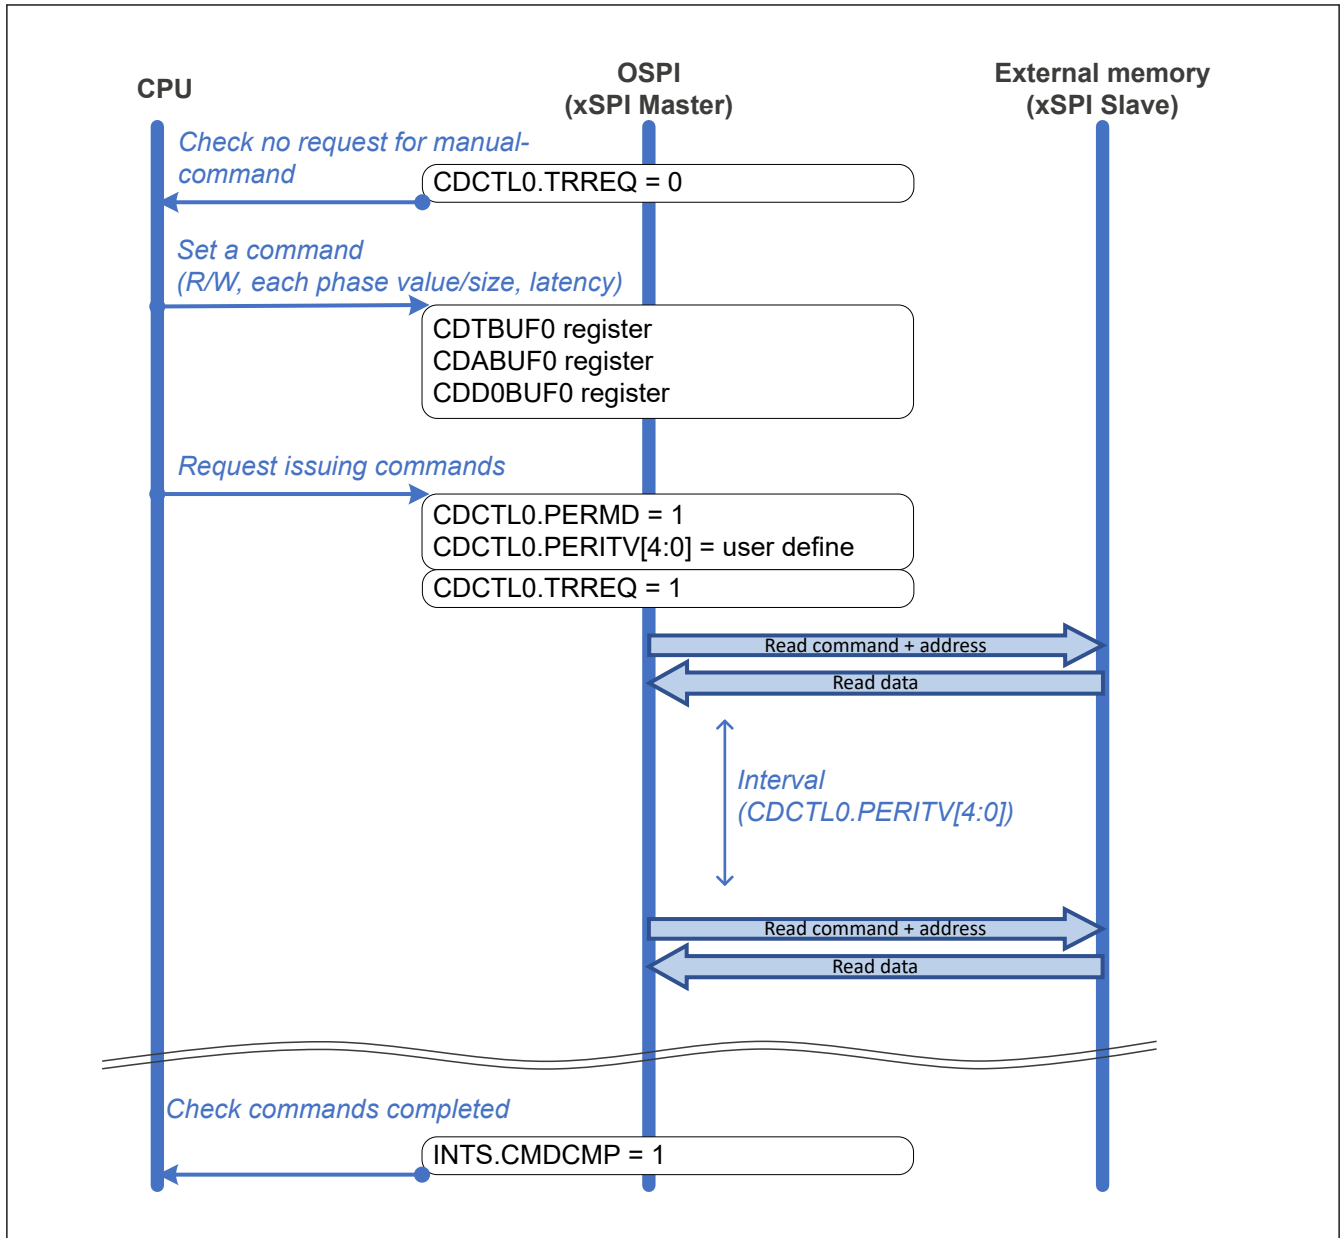 CPU
OSPI
(xSPI Master)
External memory
(xSPI Slave)
Check no request for manual-
command
CDCTL0.TRREQ = 0
Set a command
(R/W, each phase value/size, latency)
CDTBUF0 register
CDABUF0 register
CDD0BUF0 register
Request issuing commands
CDCTL0.PERMD = 1
CDCTL0.PERITV[4:0] = user define
CDCTL0.TRREQ = 1
Read command + address
Read data
Interval
(CDCTL0.PERITV[4:0])
Read command + address
Read data
Check commands completed
INTS.CMDCMP = 1